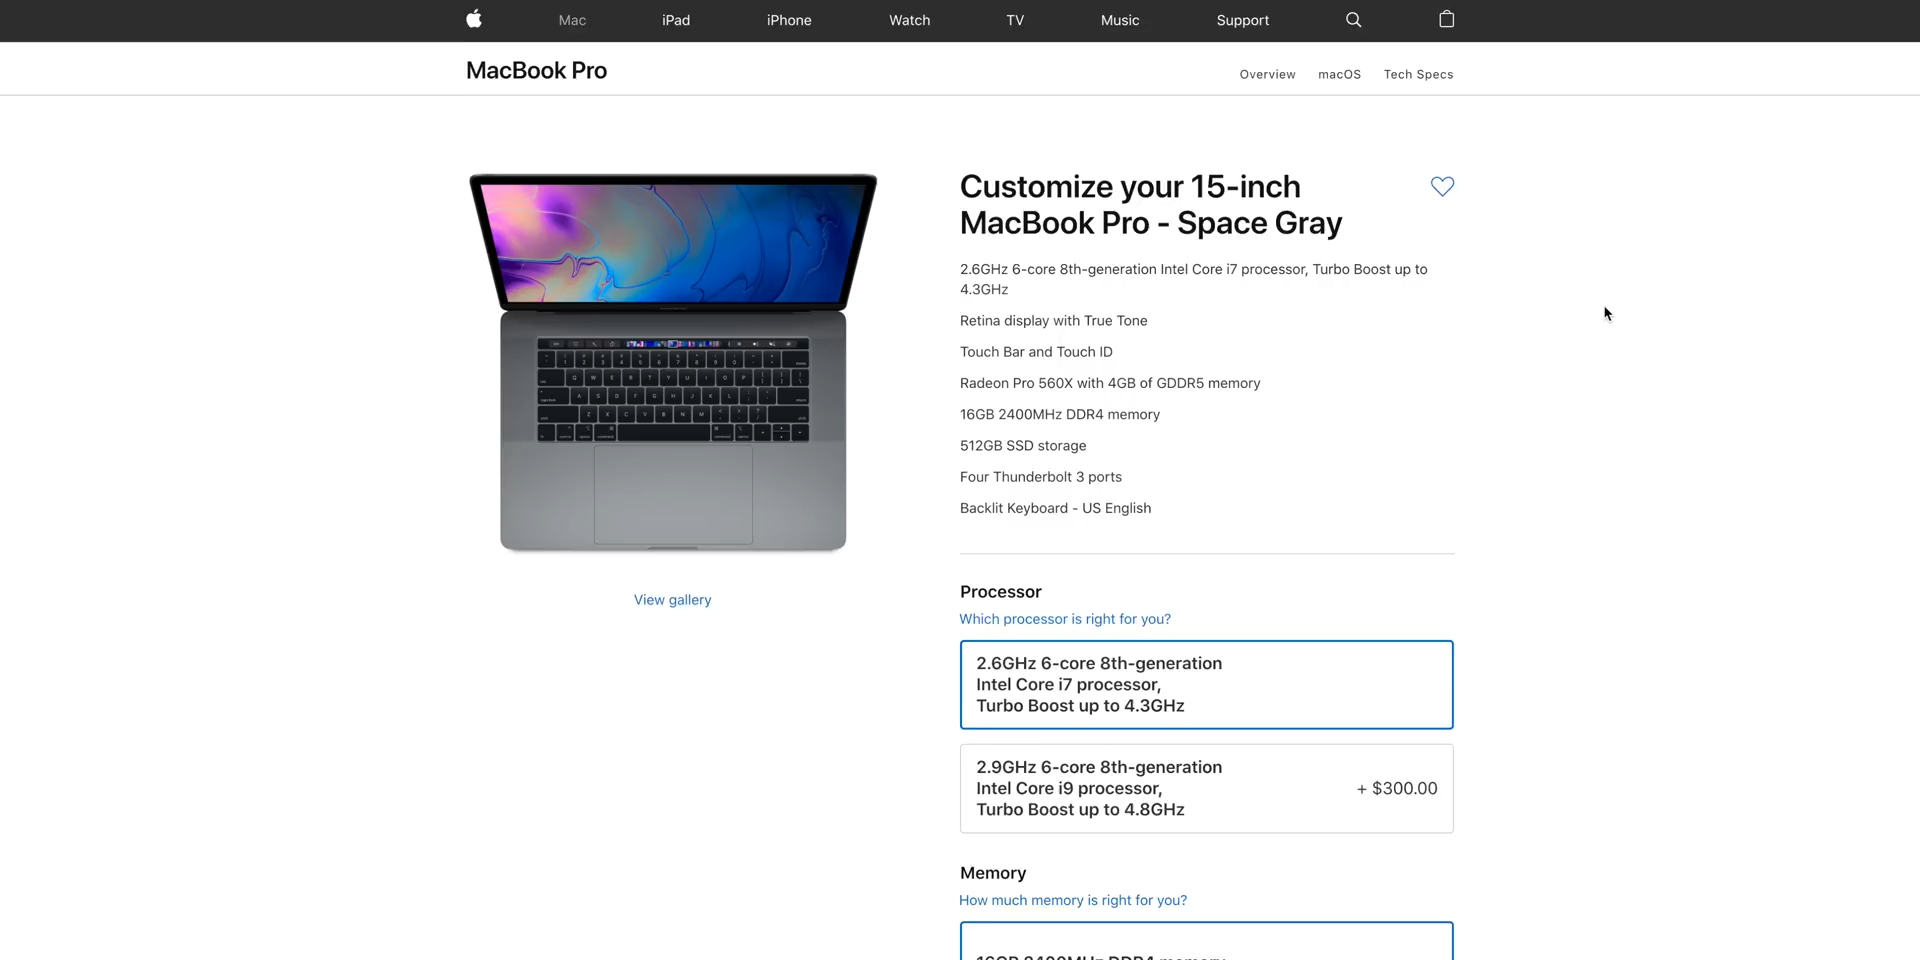 Mac
iPad
iPhone
Watch
TV
Music
Support
MacBook Pro
Overview
macOS
Tech Specs
Customize your 15-inch
MacBook Pro - Space Gray
2.6GHz 6-core 8th-generation Intel Core i7 processor, Turbo Boost up to
4.3GHz
Retina display with True Tone
Touch Bar and Touch ID
Radeon Pro 560X with 4GB of GDDR5 memory
16GB 2400MHz DDR4 memory
512GB SSD storage
Four Thunderbolt 3 ports
Backlit Keyboard - US English
View gallery
Processor
Which processor is right for you?
2.6GHz 6-core 8th-generation
Intel Core i7 processor,
Turbo Boost up to 4.3GHz
2.9GHz 6-core 8th-generation
Intel Core i9 processor,
Turbo Boost up to 4.8GHz
+ $300.00
Memory
How much memory is right for you?
16GB 2400MHz DDR4 memory